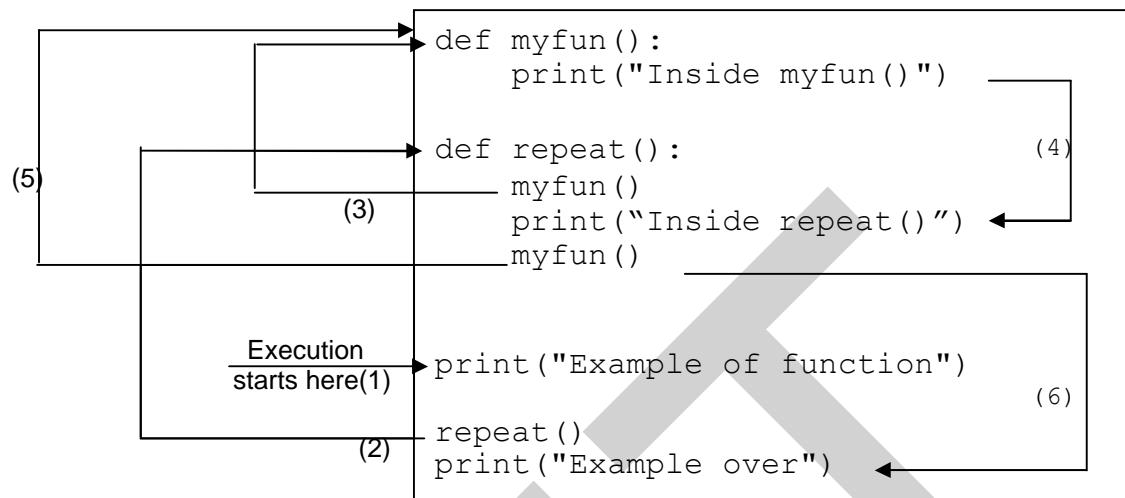 def myfun():
print("Inside myfun()")
def repeat():
(4)
(5)
myfun()
(3)
print(“Inside repeat()”)
myfun()
Execution
starts here(1)
print("Example of function")
(6)
repeat()
(2)
print("Example over")